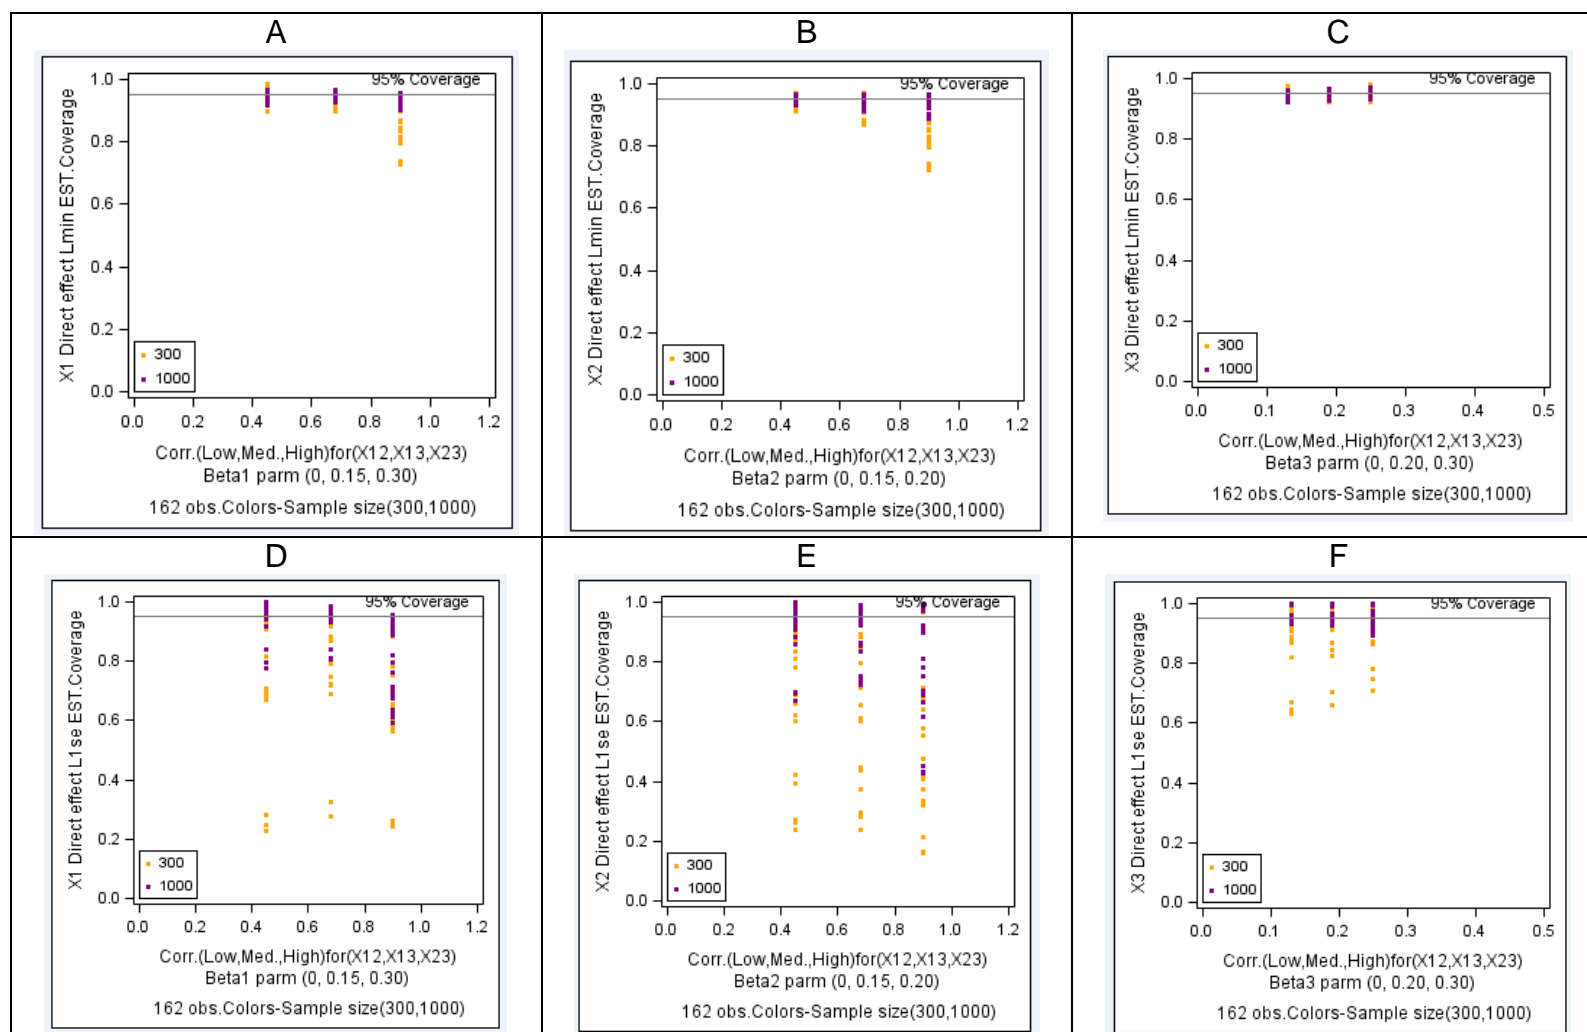 A
X1 Direct effect Lmin EST.Coverage
95% Coverage
1.0
0.8
0.6
0.4
0.2
0.0
300
1000
0.0 0.2 0.4 0.6 0.8 1.0 1.2
Corr.(Low,Med.,High)for(X12,X13,X23)
Beta1 parm (0, 0.15, 0.30)
162 obs.Colors-Sample size(300,1000)
B
X2 Direct effect Lmin EST.Coverage
95% Coverage
1.0
0.8
0.6
0.4
0.2
0.0
300
1000
0.0 0.2 0.4 0.6 0.8 1.0 1.2
Corr.(Low,Med.,High)for(X12,X13,X23)
Beta2 parm (0, 0.15, 0.20)
162 obs.Colors-Sample size(300,1000)
C
X3 Direct effect Lmin EST.Coverage
95% Coverage
1.0
0.8
0.6
0.4
0.2
0.0
300
1000
0.0 0.1 0.2 0.3 0.4 0.5
Corr.(Low,Med.,High)for(X12,X13,X23)
Beta3 parm (0, 0.20, 0.30)
162 obs.Colors-Sample size(300,1000)
D
X1 Direct effect L1se EST.Coverage
95% Coverage
1.0
0.8
0.6
0.4
0.2
0.0
300
1000
0.0 0.2 0.4 0.6 0.8 1.0 1.2
Corr.(Low,Med.,High)for(X12,X13,X23)
Beta1 parm (0, 0.15, 0.30)
162 obs.Colors-Sample size(300,1000)
E
X2 Direct effect L1se EST.Coverage
95% Coverage
1.0
0.8
0.6
0.4
0.2
0.0
300
1000
0.0 0.2 0.4 0.6 0.8 1.0 1.2
Corr.(Low,Med.,High)for(X12,X13,X23)
Beta2 parm (0, 0.15, 0.20)
162 obs.Colors-Sample size(300,1000)
F
X3 Direct effect L1se EST.Coverage
95% Coverage
1.0
0.8
0.6
0.4
0.2
0.0
300
1000
0.0 0.1 0.2 0.3 0.4 0.5
Corr.(Low,Med.,High)for(X12,X13,X23)
Beta3 parm (0, 0.20, 0.30)
162 obs.Colors-Sample size(300,1000)